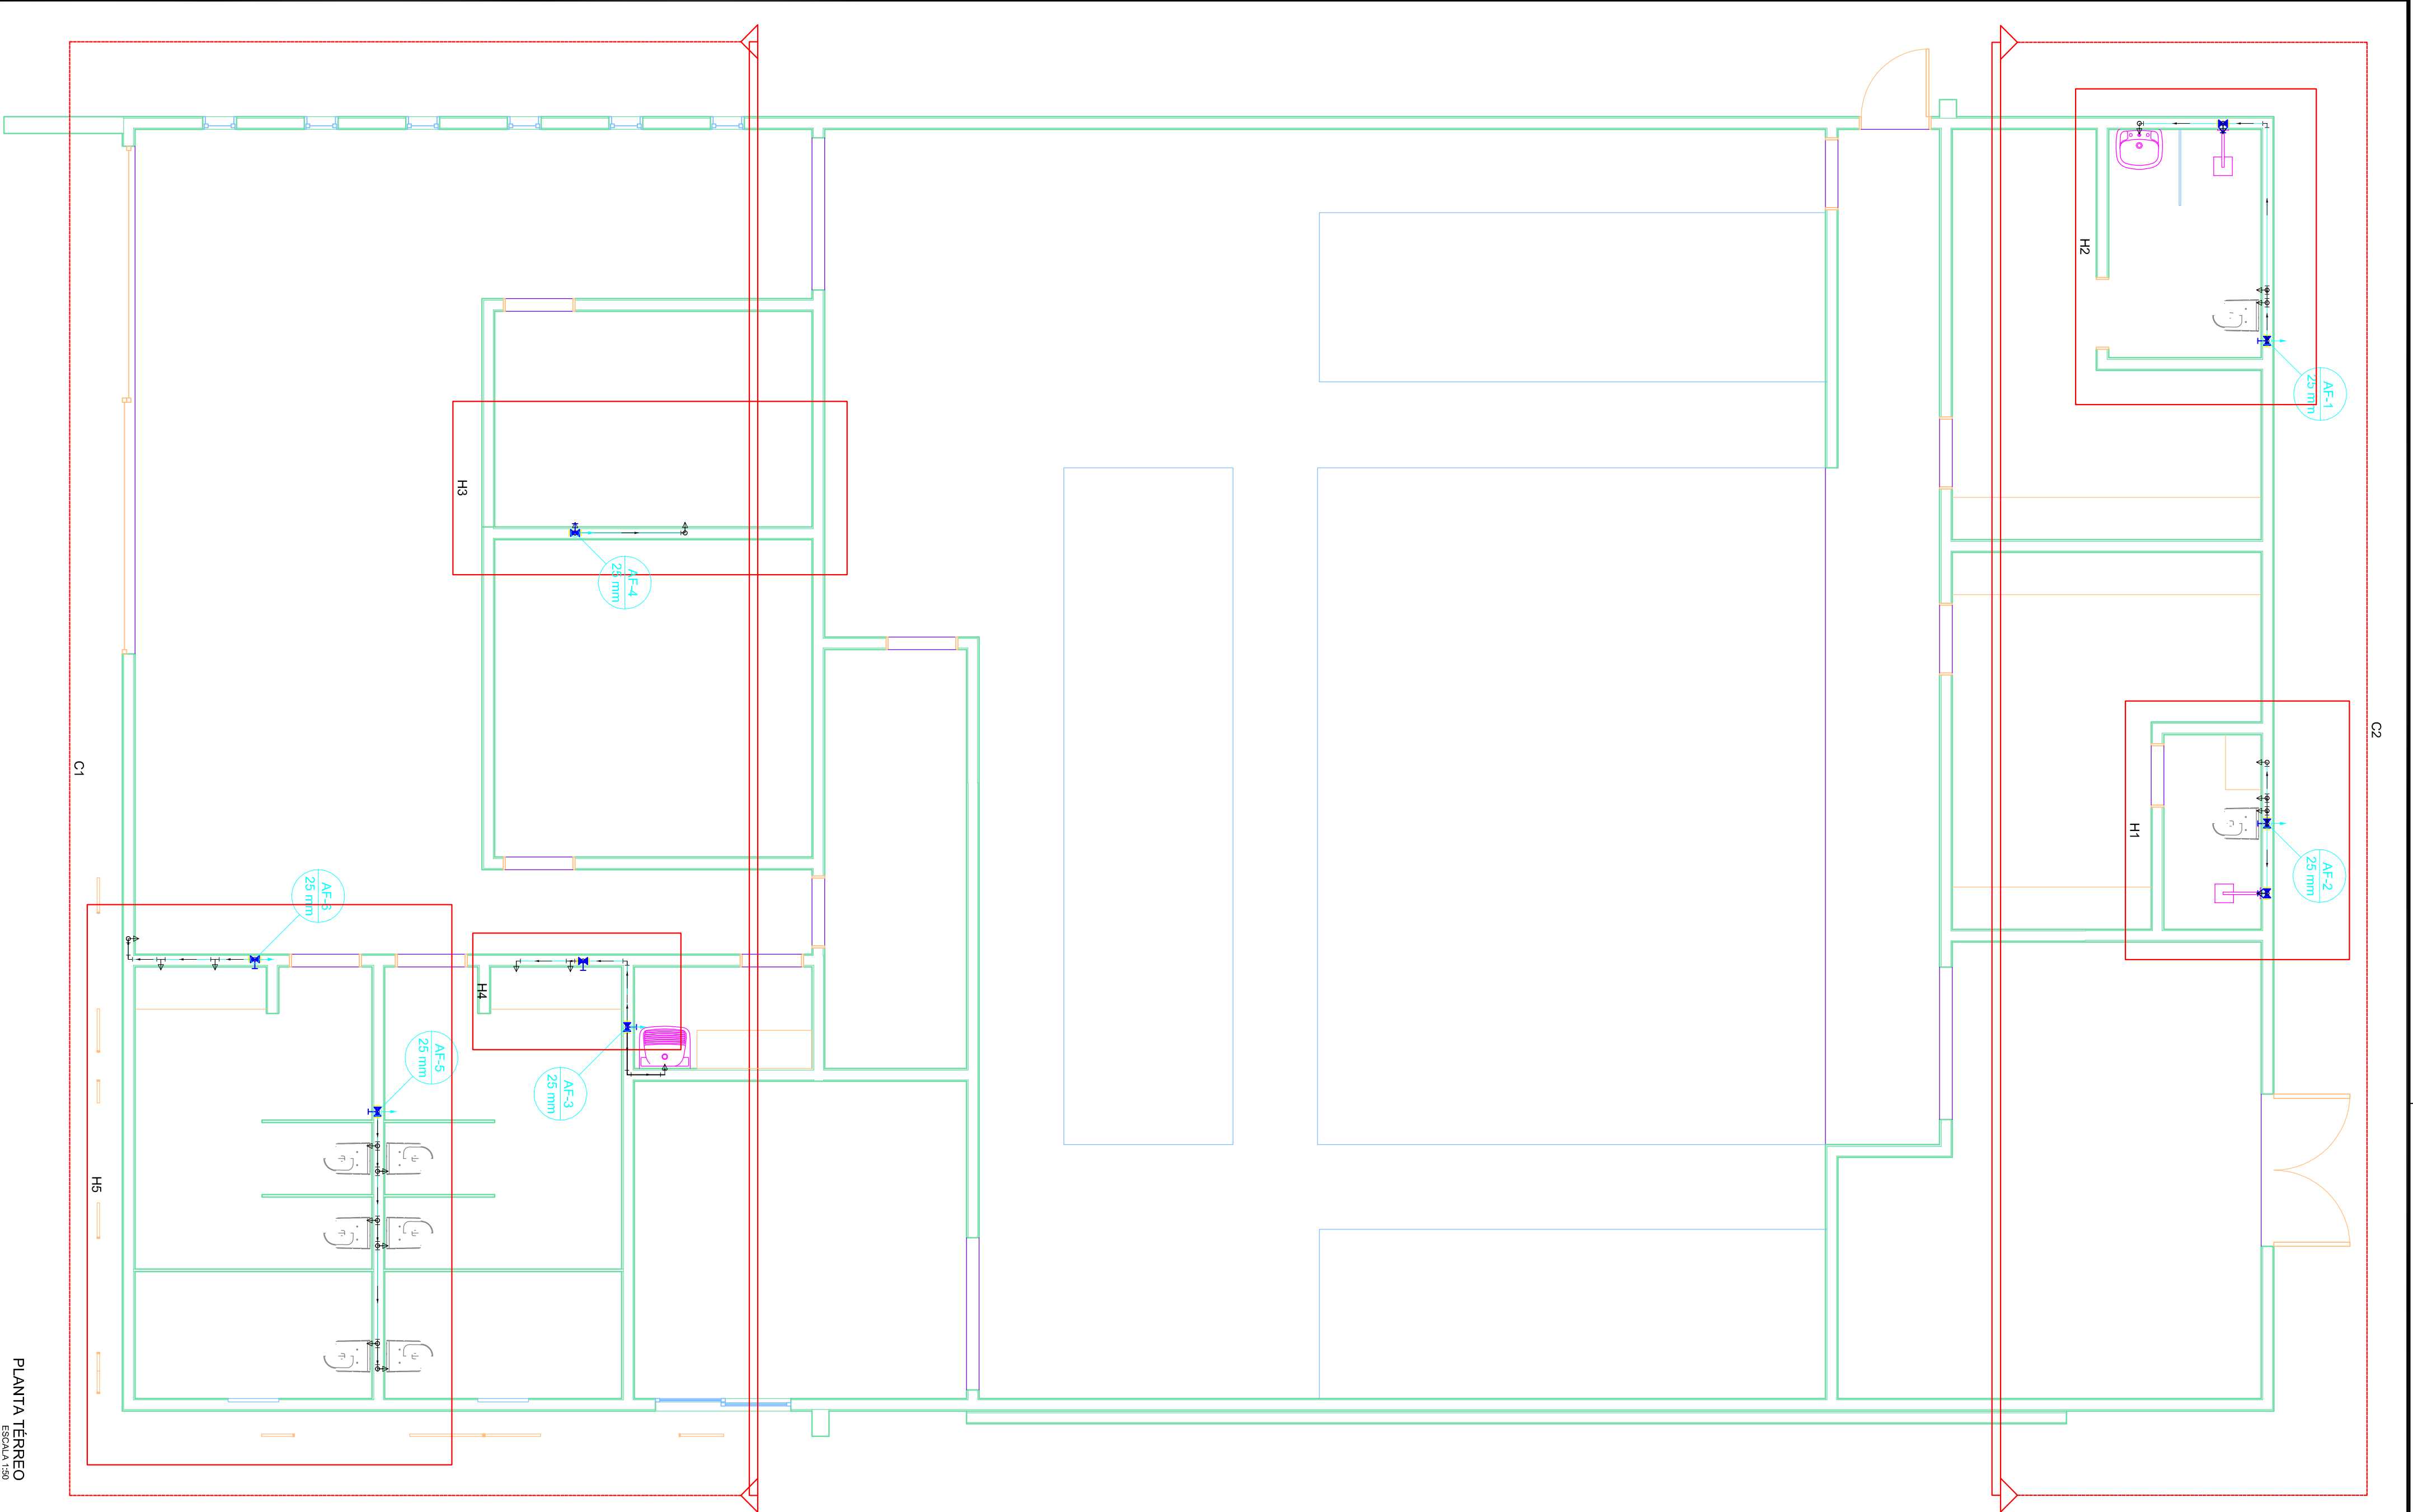 C2
AF-1
25 mm
AF-2
25 mm
H1
H2
AF-4
25 mm
AF-3
25 mm
H4
H3
AF-5
25 mm
AF-6
25 mm
H5
C1
PLANTA TÉRREO
ESCALA 1:50